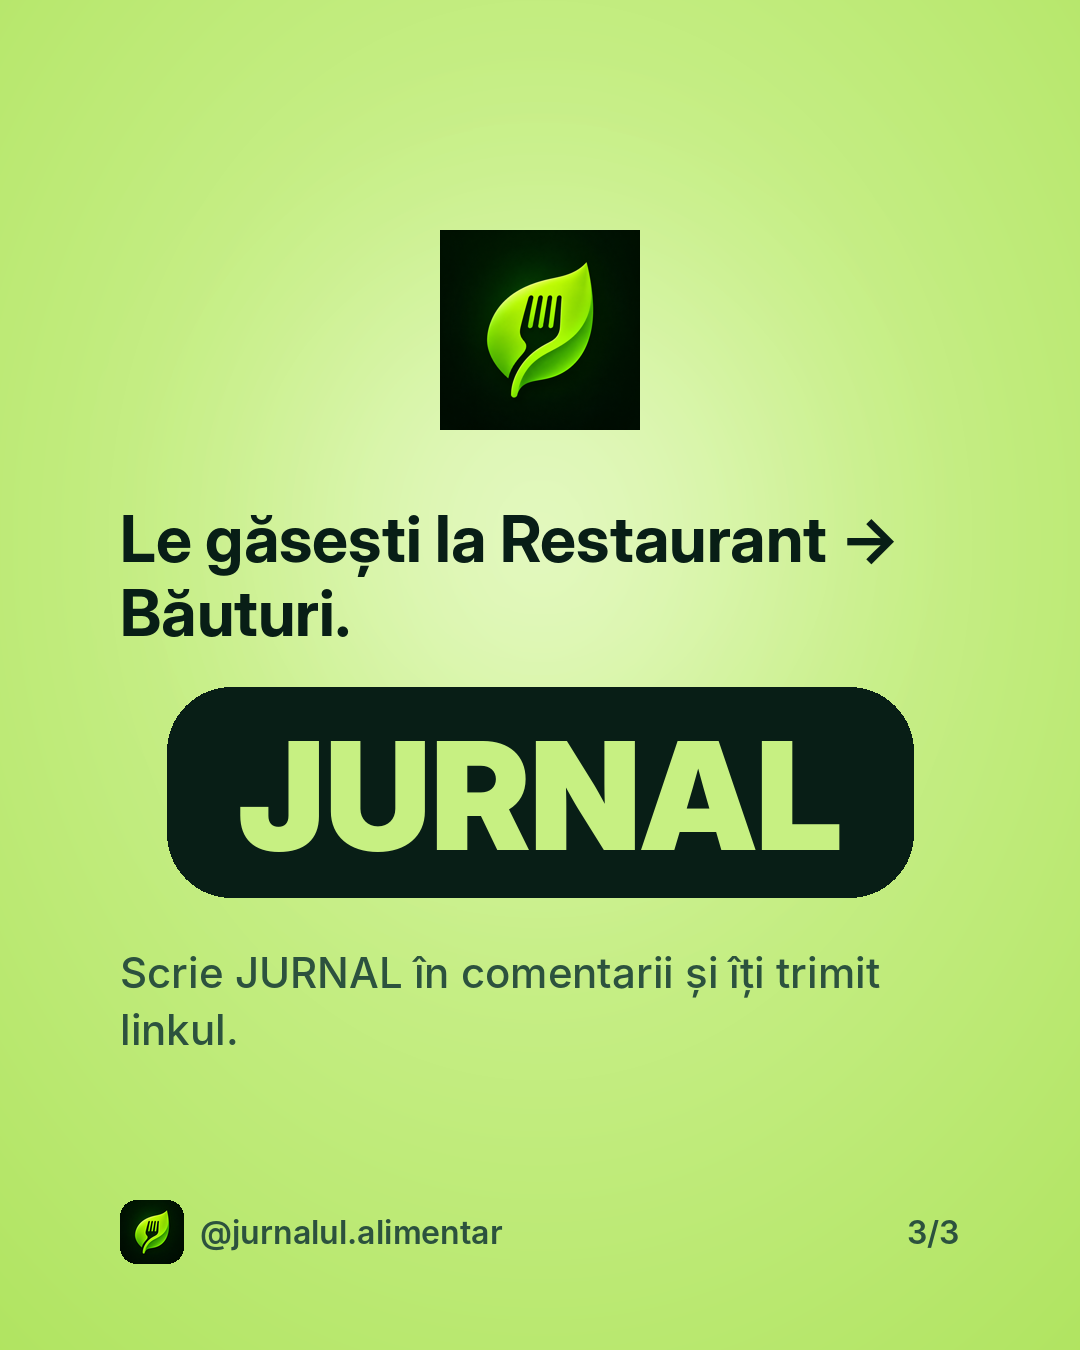 Le găsești la Restaurant →
Băuturi.
JURNAL
Scrie JURNAL în comentarii și îți trimit
linkul.
@jurnalul.alimentar
3/3